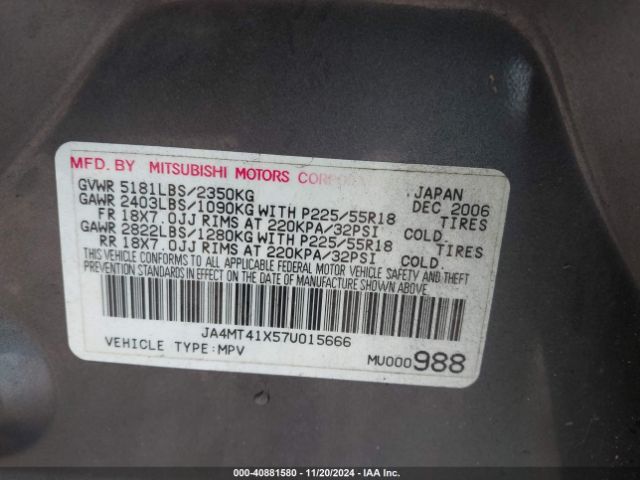 MFD. BY MITSUBISHI MOTORS CORPORATION
GVWR 5181LBS/2350KG JAPAN
GAWR 2403LBS/1090KG WITH P225/55R18 DEC 2006 TIRES
FR 18X7.0JJ RIMS AT 220KPA/32PSI COLD.
GAWR 2822LBS/1280KG WITH P225/55R18 TIRES
RR 18X7.0JJ RIMS AT 220KPA/32PSI COLD
THIS VEHICLE CONFORMS TO ALL APPLICABLE FEDERAL MOTOR VEHICLE SAFETY AND THEFT
PREVENTION STANDARDS IN EFFECT ON THE DATE OF MANUFACTURE SHOWN ABOVE.
JA4MT41X57U015666
VEHICLE TYPE:MPV MU000988
000-40881580 - 11/20/2024 - IAA Inc.